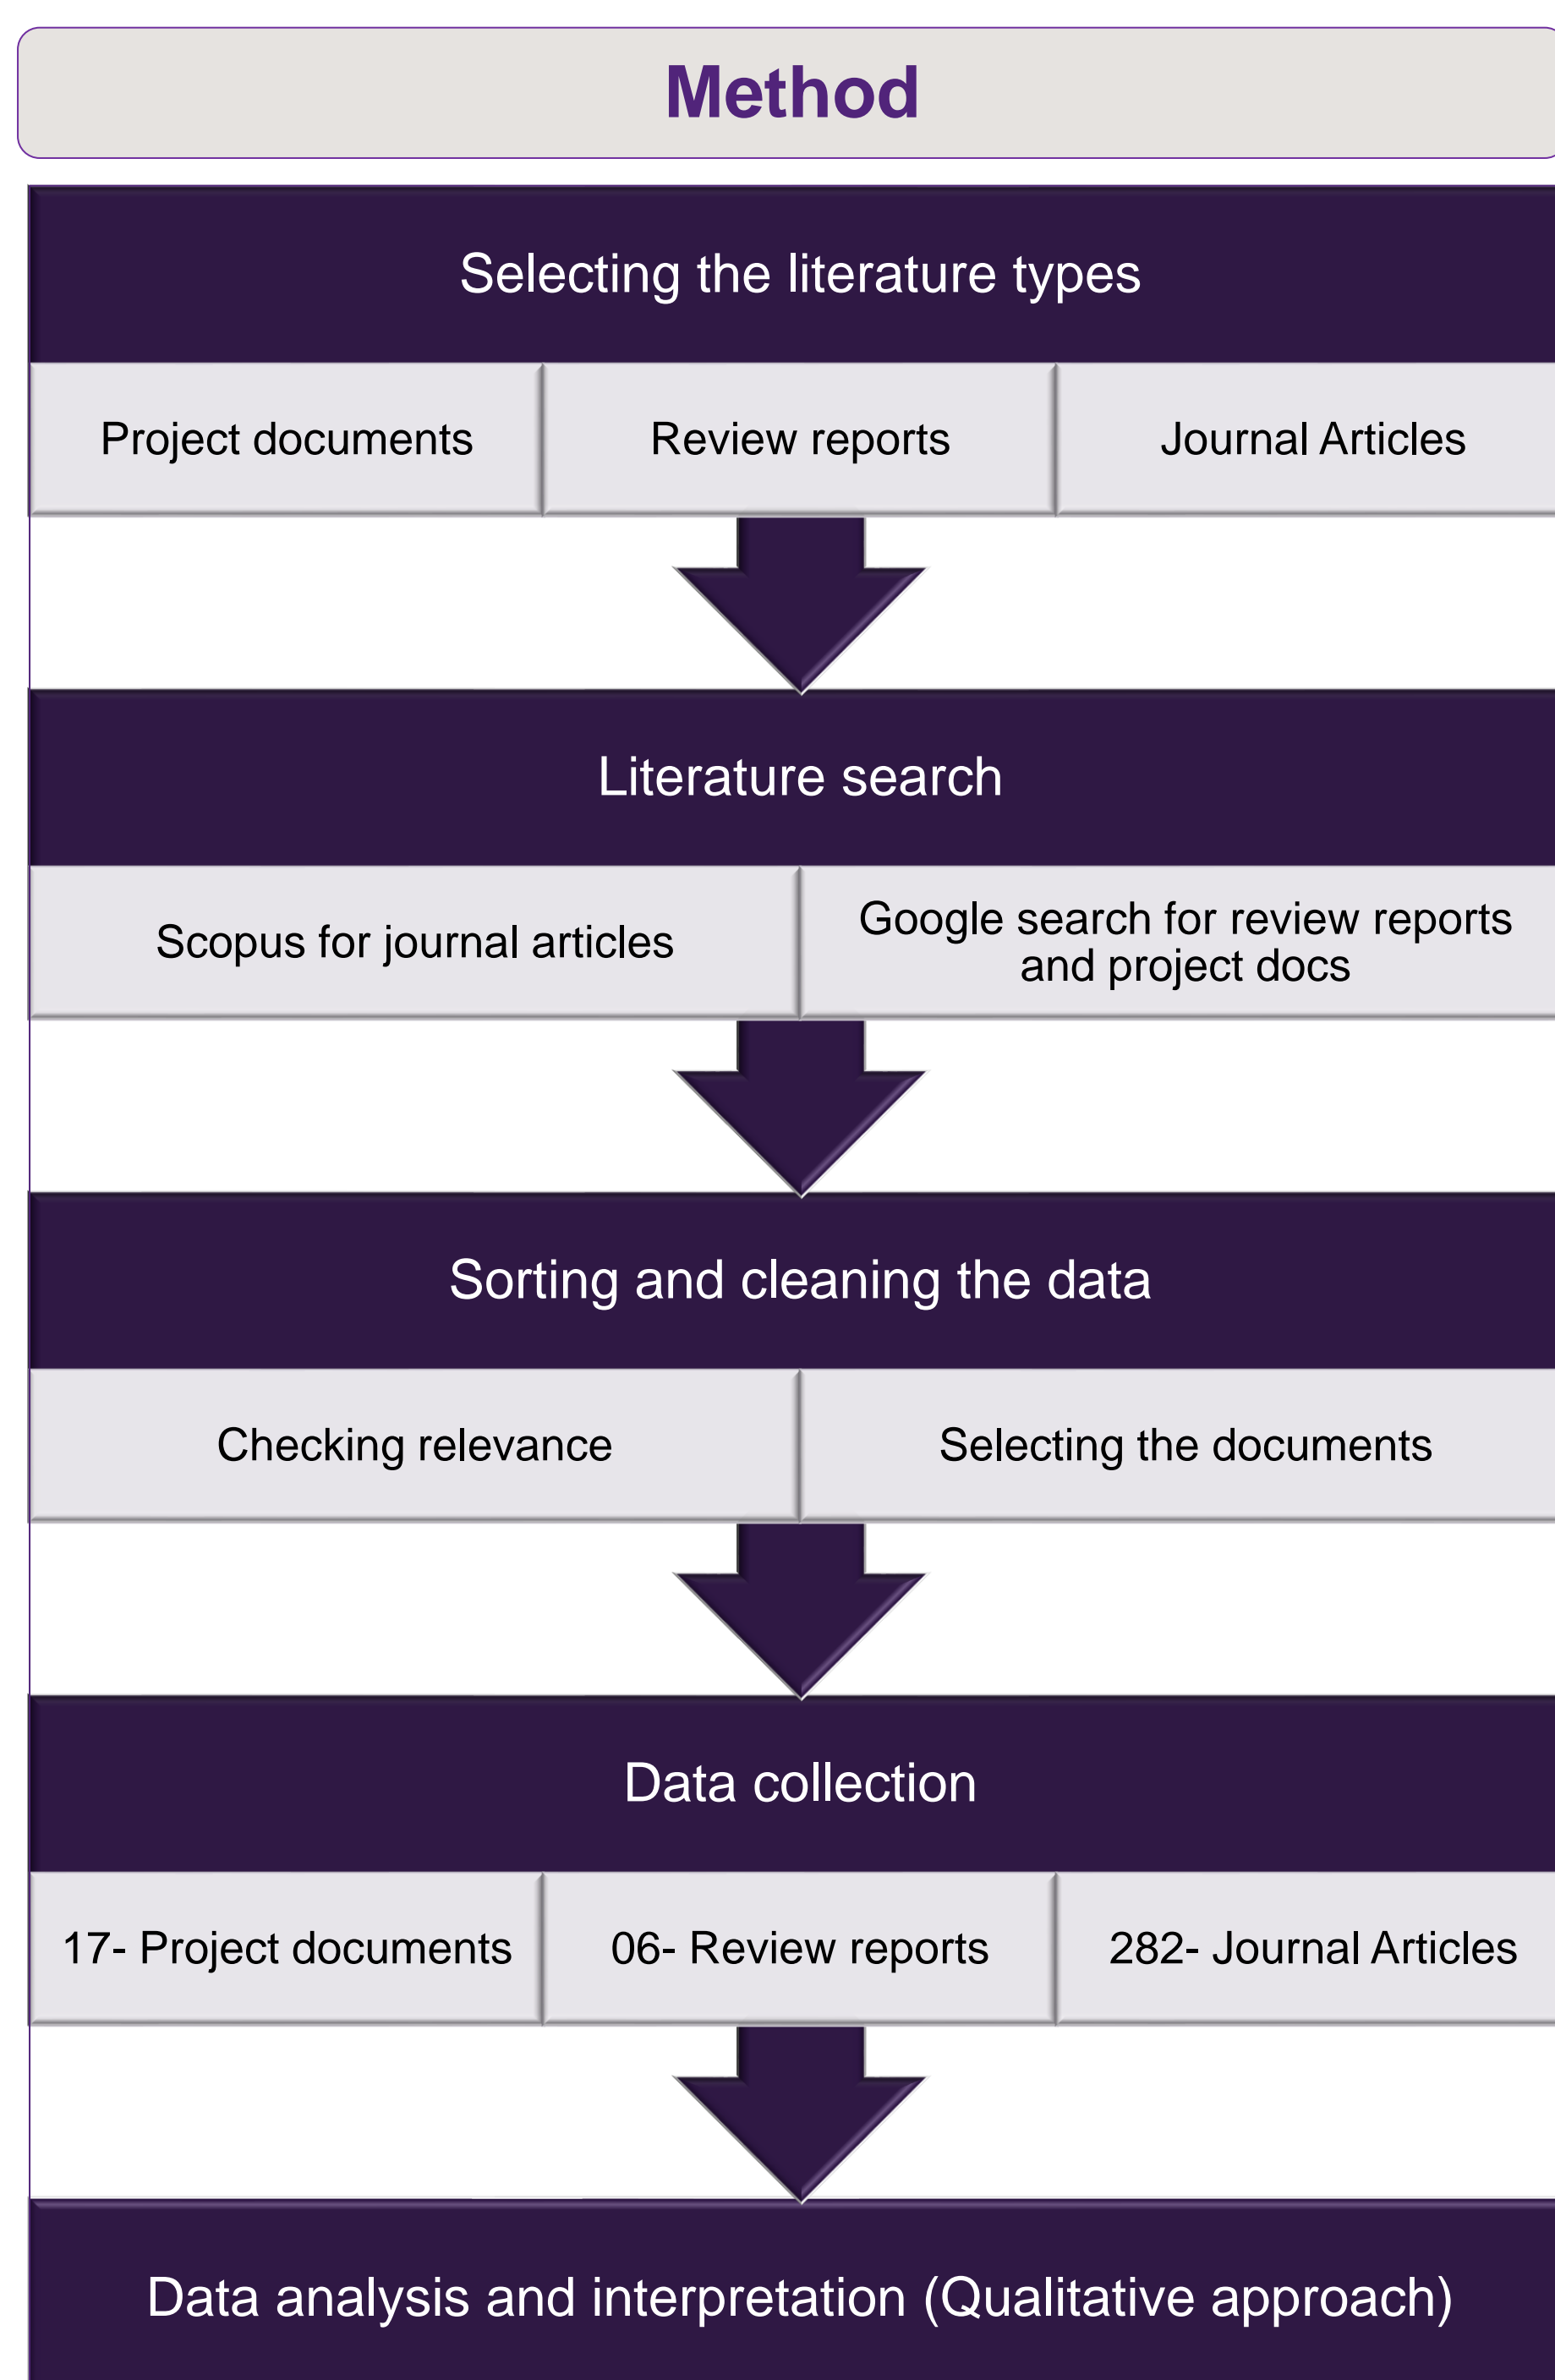 Method
Selecting the literature types
Project documents
Review reports
Journal Articles
Literature search
Scopus for journal articles
Google search for review reports
and project docs
Sorting and cleaning the data
Checking relevance
Selecting the documents
Data collection
17- Project documents
06- Review reports
282- Journal Articles
Data analysis and interpretation (Qualitative approach)